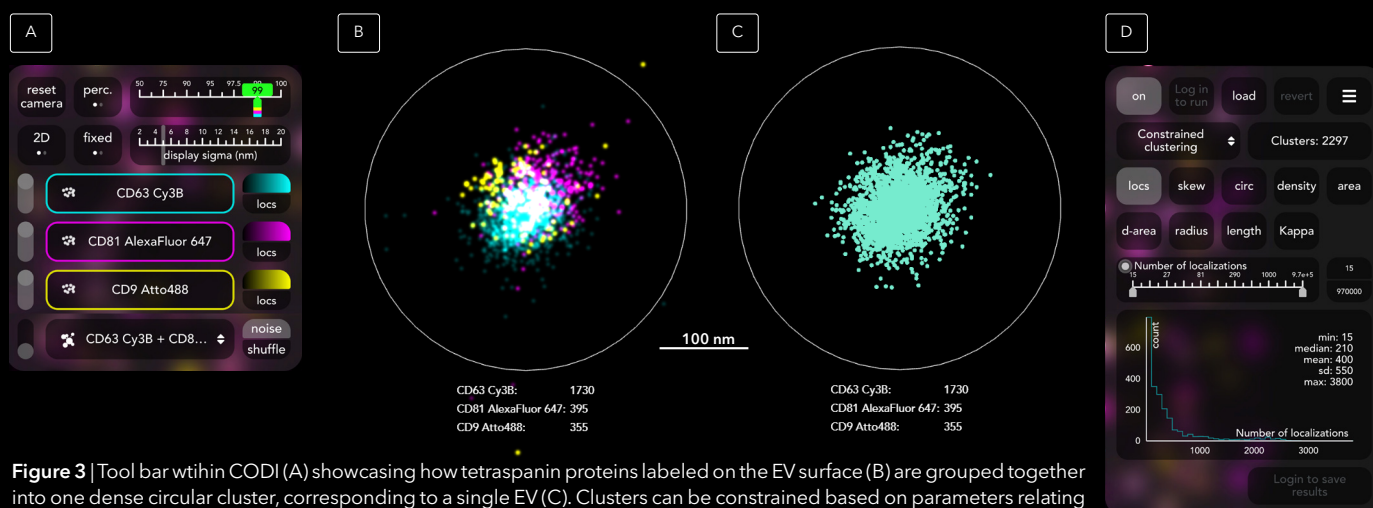 A
reset
camera
perc.
50 75 90 95 97.5 99 100
99
2D
fixed
2 4 6 8 10 12 14 16 18 20
display sigma (nm)
CD63 Cy3B
locs
CD81 AlexaFluor 647
locs
CD9 Atto488
locs
CD63 Cy3B + CD8...
noise
shuffle
B
CD63 Cy3B: 1730
CD81 AlexaFluor 647: 395
CD9 Atto488: 355
100 nm
C
CD63 Cy3B: 1730
CD81 AlexaFluor 647: 395
CD9 Atto488: 355
D
on
Log in
to run
load
revert
Constrained
clustering
Clusters: 2297
locs skew circ density area
d-area radius length Kappa
Number of localizations
15 27 81 290 1000 9.7e+5
15
970000
count
600
400
200
0
min: 15
median: 210
mean: 400
sd: 550
max: 3800
Number of localizations
1000 2000 3000
Login to save
results
Figure 3 | Tool bar wtihin CODI (A) showcasing how tetraspanin proteins labeled on the EV surface (B) are grouped together
into one dense circular cluster, corresponding to a single EV (C). Clusters can be constrained based on parameters relating